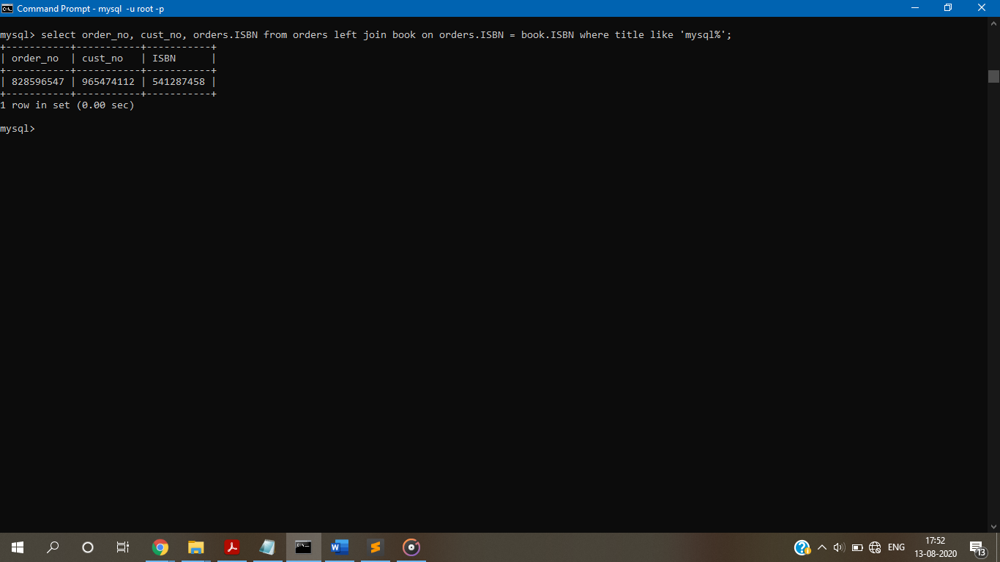 Command Prompt - mysql  -u root -p
mysql> select order_no, cust_no, orders.ISBN from orders left join book on orders.ISBN = book.ISBN where title like 'mysql%';
+-----------+-----------+-----------+
| order_no  | cust_no   | ISBN      |
+-----------+-----------+-----------+
| 828596547 | 965474112 | 541287458 |
+-----------+-----------+-----------+
1 row in set (0.00 sec)
mysql>
ENG
17:52
13-08-2020
13